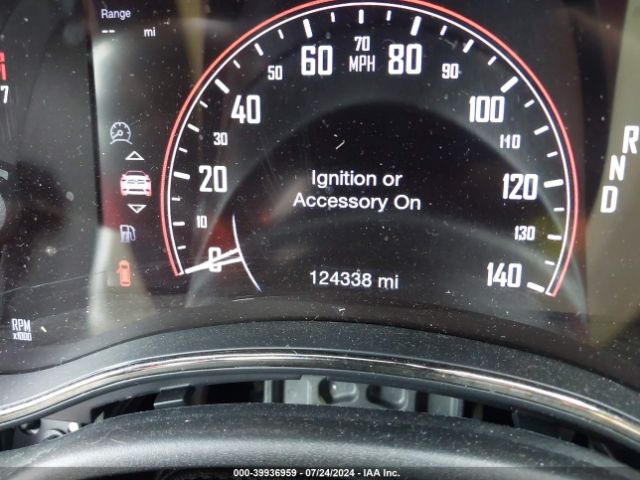 Range
-- mi
7
RPM
x1000
0
10
20
30
40
50
60
70
MPH
80
90
100
110
120
130
140
Ignition or
Accessory On
124338 mi
R
N
D
000-39936959 - 07/24/2024 - IAA Inc.